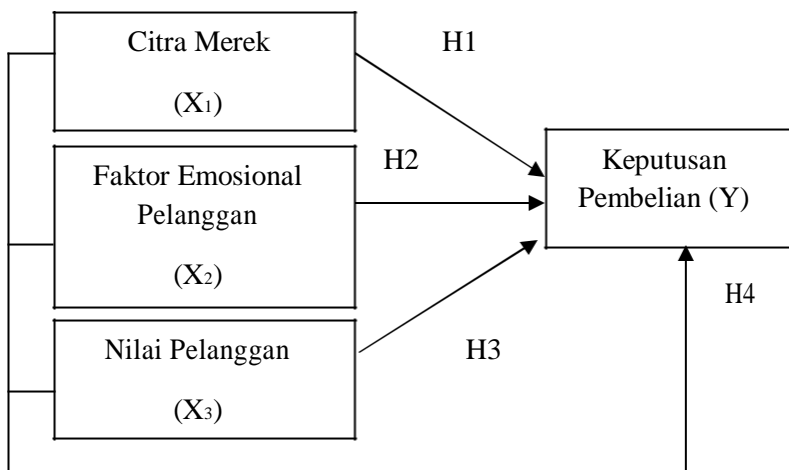 Citra Merek
(X1)
H1
Faktor Emosional
Pelanggan
(X2)
H2
Keputusan
Pembelian (Y)
Nilai Pelanggan
(X3)
H3
H4